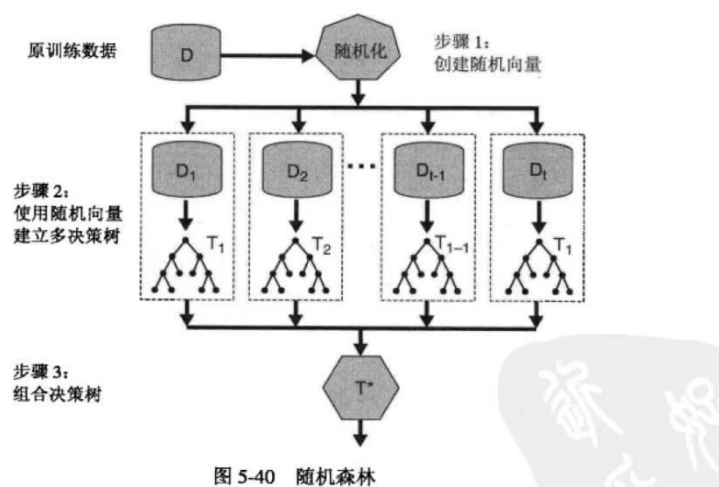 原训练数据
D
随机化
步骤 1:
创建随机向量
D1
D2
...
Dt-1
Dt
步骤 2:
使用随机向量
建立多决策树
T1
T2
T1-1
T1
步骤 3:
组合决策树
T*
图 5-40 随机森林